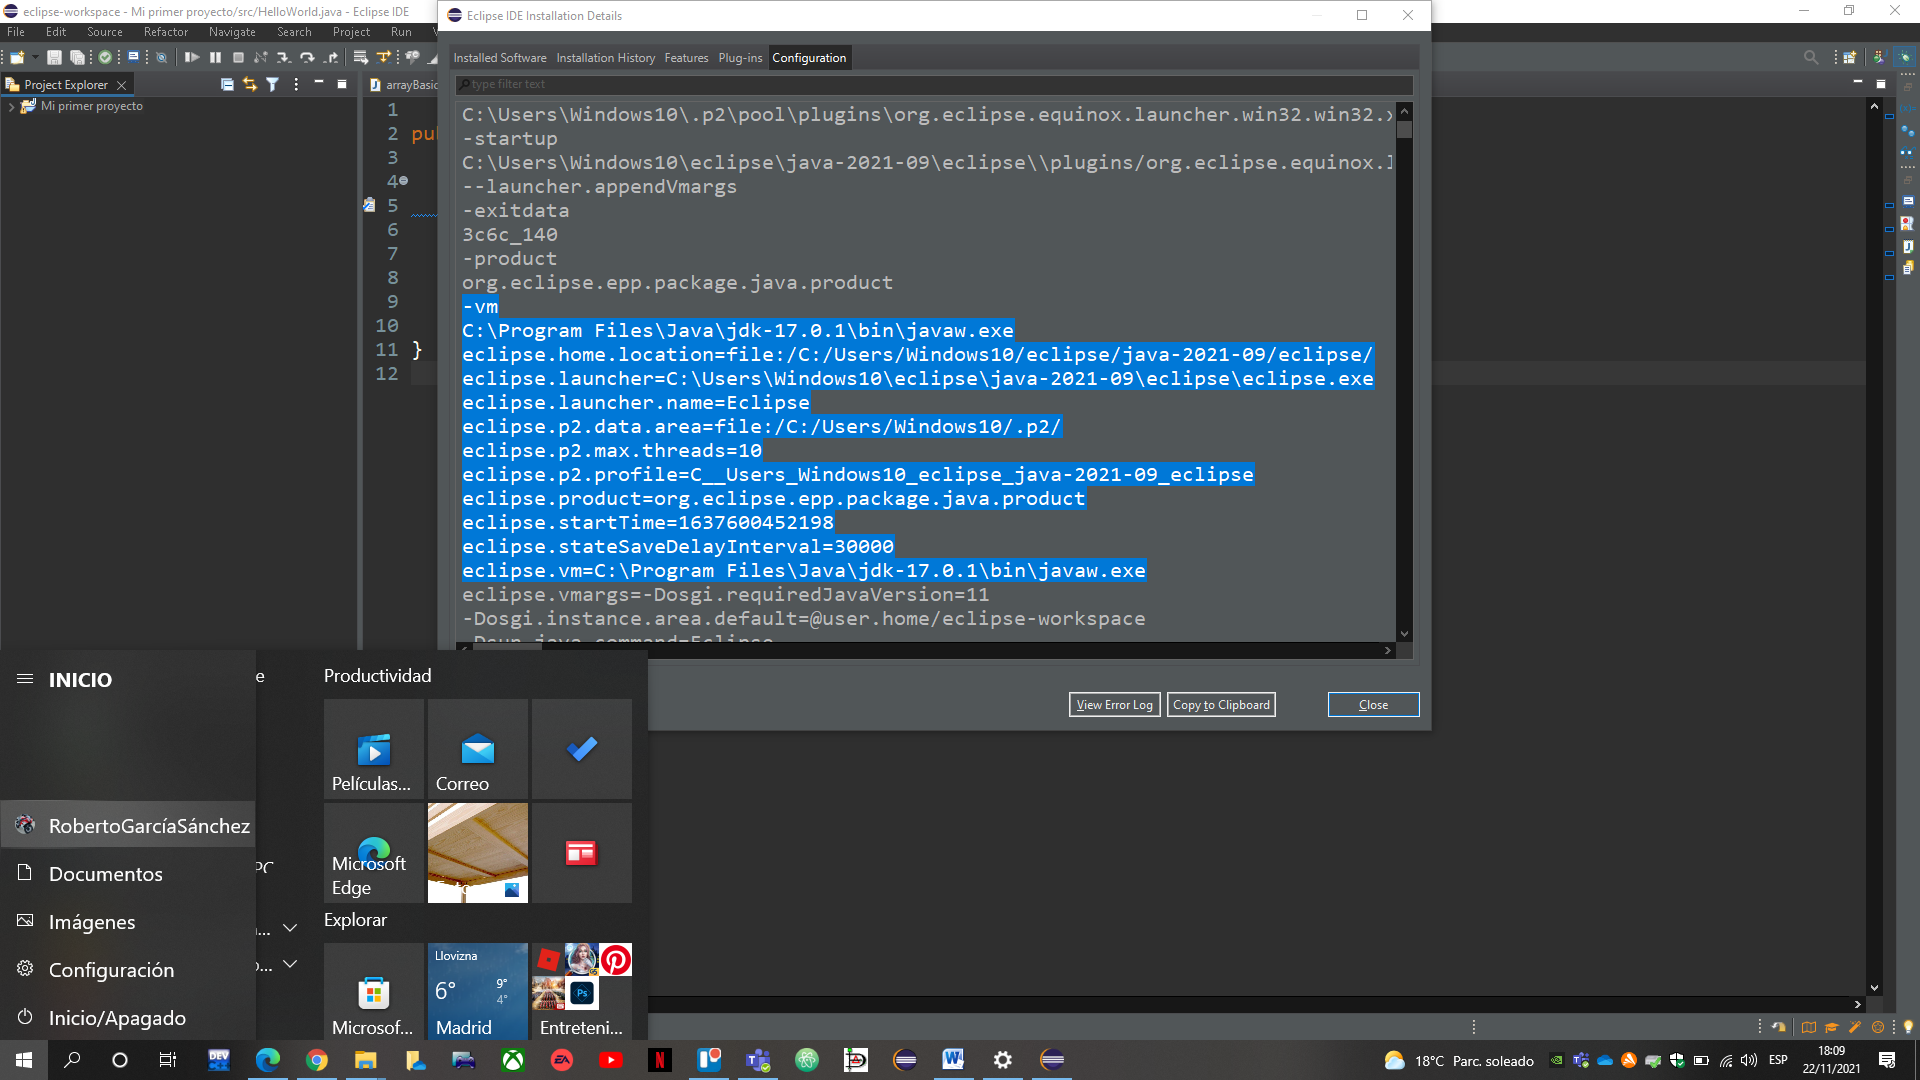 eclipse-workspace - Mi primer proyecto/src/HelloWorld.java - Eclipse IDE
File Edit Source Refactor Navigate Search Project Run
Project Explorer
Mi primer proyecto
1
2 pu
3
4
5
6
7
8
9
10
11 }
12
Eclipse IDE Installation Details
Installed Software Installation History Features Plug-ins Configuration
type filter text
C:\Users\Windows10\.p2\pool\plugins\org.eclipse.equinox.launcher.win32.win32.x
-startup
C:\Users\Windows10\eclipse\java-2021-09\eclipse\\plugins/org.eclipse.equinox.l
--launcher.appendVmargs
-exitdata
3c6c_140
-product
org.eclipse.epp.package.java.product
-vm
C:\Program Files\Java\jdk-17.0.1\bin\javaw.exe
eclipse.home.location=file:/C:/Users/Windows10/eclipse/java-2021-09/eclipse/
eclipse.launcher=C:\Users\Windows10\eclipse\java-2021-09\eclipse\eclipse.exe
eclipse.launcher.name=Eclipse
eclipse.p2.data.area=file:/C:/Users/Windows10/.p2/
eclipse.p2.max.threads=10
eclipse.p2.profile=C__Users_Windows10_eclipse_java-2021-09_eclipse
eclipse.product=org.eclipse.epp.package.java.product
eclipse.startTime=1637600452198
eclipse.stateSaveDelayInterval=30000
eclipse.vm=C:\Program Files\Java\jdk-17.0.1\bin\javaw.exe
eclipse.vmargs=-Dosgi.requiredJavaVersion=11
-Dosgi.instance.area.default=@user.home/eclipse-workspace
-Dsun.java.command=Eclipse
View Error Log Copy to Clipboard Close
INICIO
RobertoGarcíaSánchez
Documentos
Imágenes
Configuración
Inicio/Apagado
e
PC
Productividad
Películas...
Correo
Microsoft Edge
Explorar
Microsof...
Llovizna
6° 9°
4°
Madrid
Ps
Entreteni...
DEV
EA
18°C Parc. soleado
ESP
18:09
22/11/2021